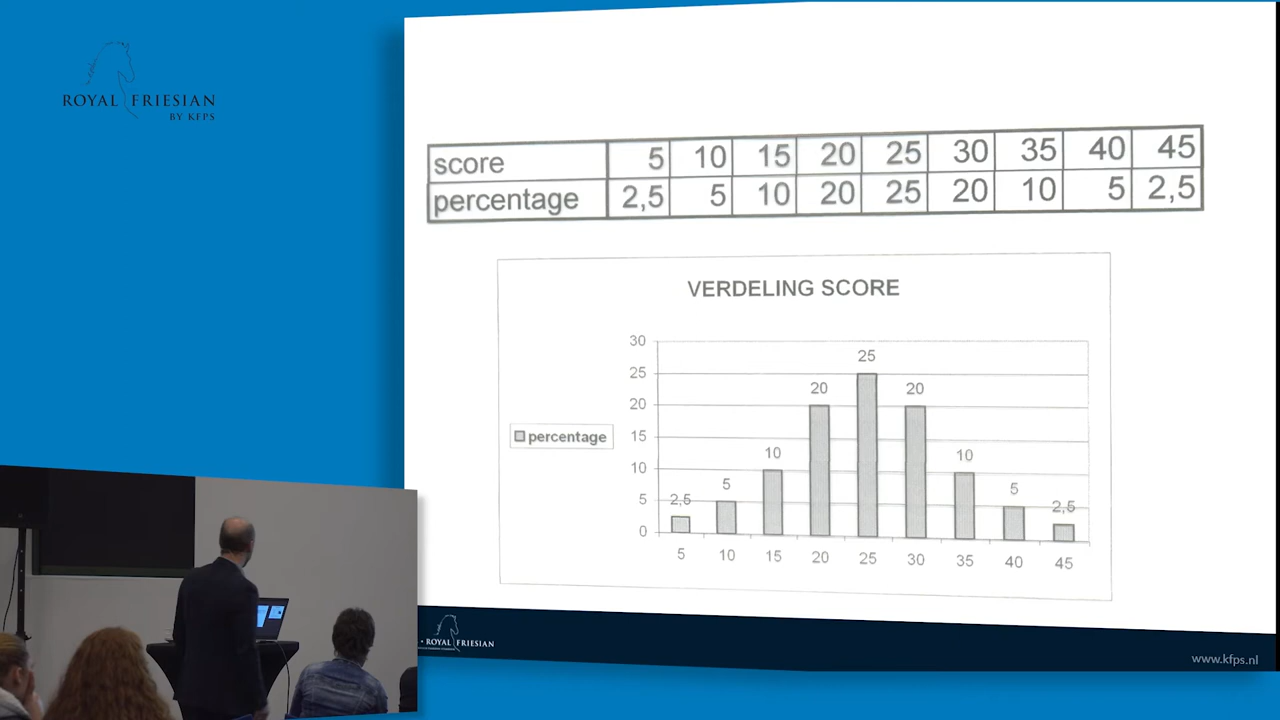 ROYAL FRIESIAN
BY KFPS
score 5 10 15 20 25 30 35 40 45
percentage 2,5 5 10 20 25 20 10 5 2,5
VERDELING SCORE
30
25
20
15
10
5
0
percentage
2,5 5 10 20 25 20 10 5 2,5
5 10 15 20 25 30 35 40 45
ROYAL FRIESIAN
www.kfps.nl